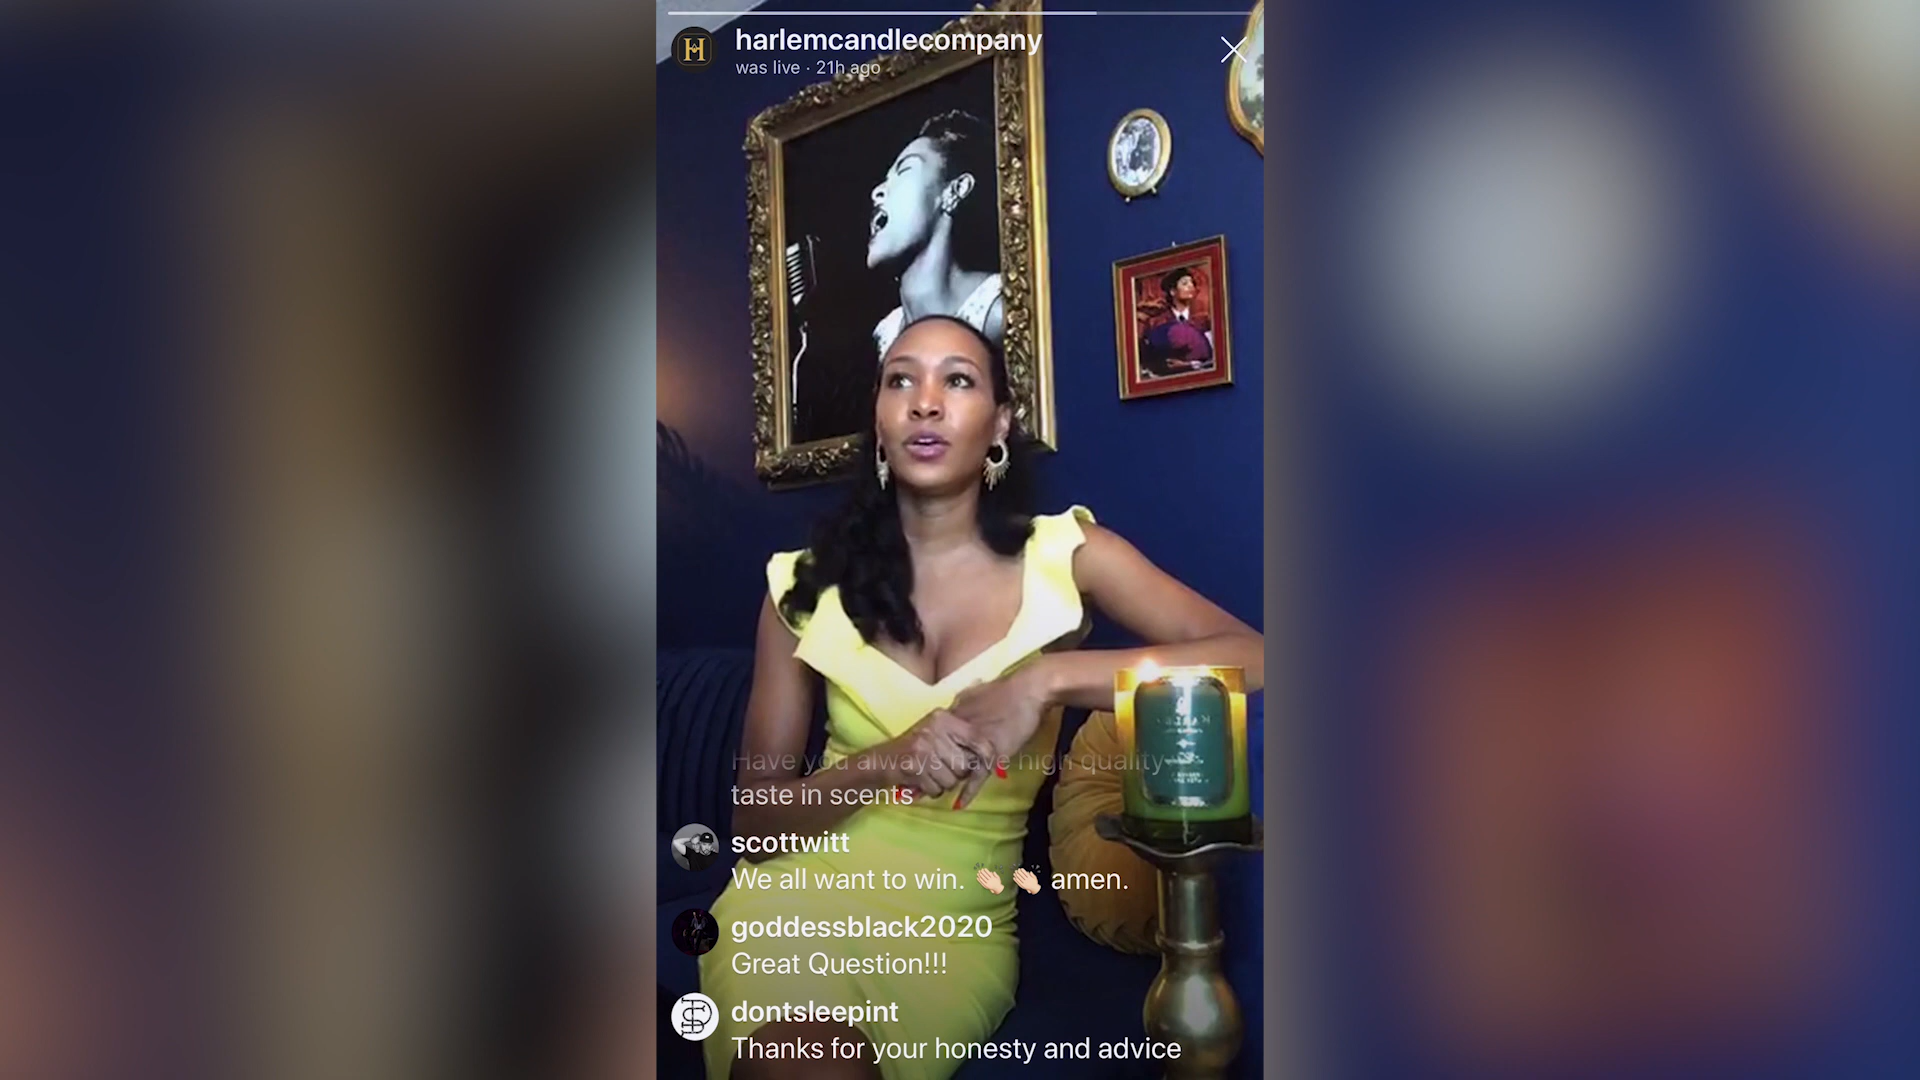 H
harlemcandlecompany
was live · 21h ago
Have you always have high quality
taste in scents
scottwitt
We all want to win. 👏🏻👏🏻 amen.
goddessblack2020
Great Question!!!
dontsleepint
Thanks for your honesty and advice